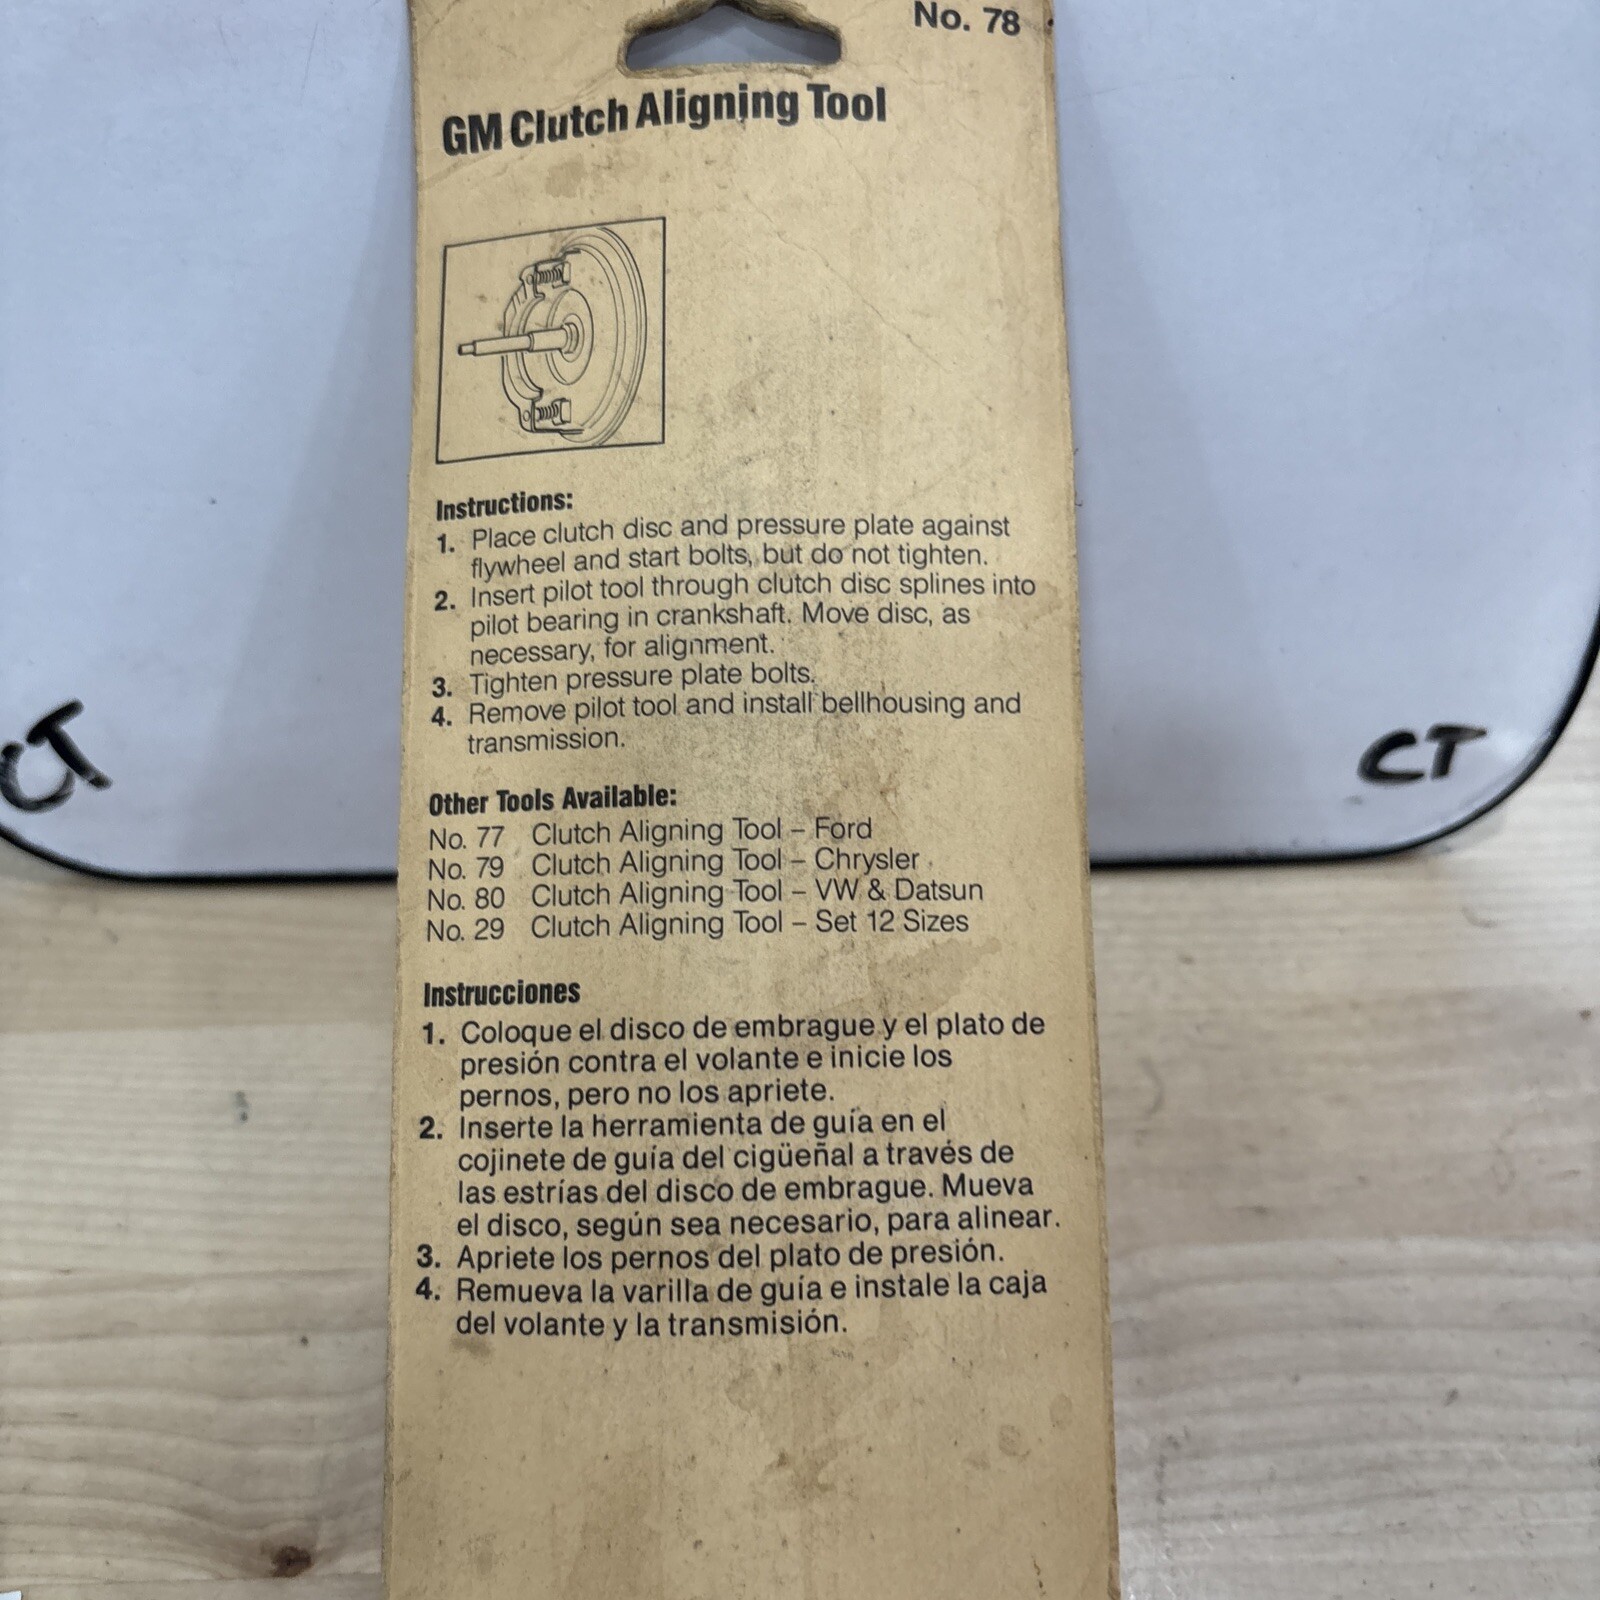 No. 78
GM Clutch Aligning Tool
Instructions:
1. Place clutch disc and pressure plate against
flywheel and start bolts, but do not tighten.
2. Insert pilot tool through clutch disc splines into
pilot bearing in crankshaft. Move disc, as
necessary, for alignment.
3. Tighten pressure plate bolts.
4. Remove pilot tool and install bellhousing and
transmission.
CT
CT
Other Tools Available:
No. 77 Clutch Aligning Tool – Ford
No. 79 Clutch Aligning Tool – Chrysler
No. 80 Clutch Aligning Tool – VW & Datsun
No. 29 Clutch Aligning Tool – Set 12 Sizes
Instrucciones
1. Coloque el disco de embrague y el plato de
presión contra el volante e inicie los
pernos, pero no los apriete.
2. Inserte la herramienta de guía en el
cojinete de guía del cigüeñal a través de
las estrías del disco de embrague. Mueva
el disco, según sea necesario, para alinear.
3. Apriete los pernos del plato de presión.
4. Remueva la varilla de guía e instale la caja
del volante y la transmisión.